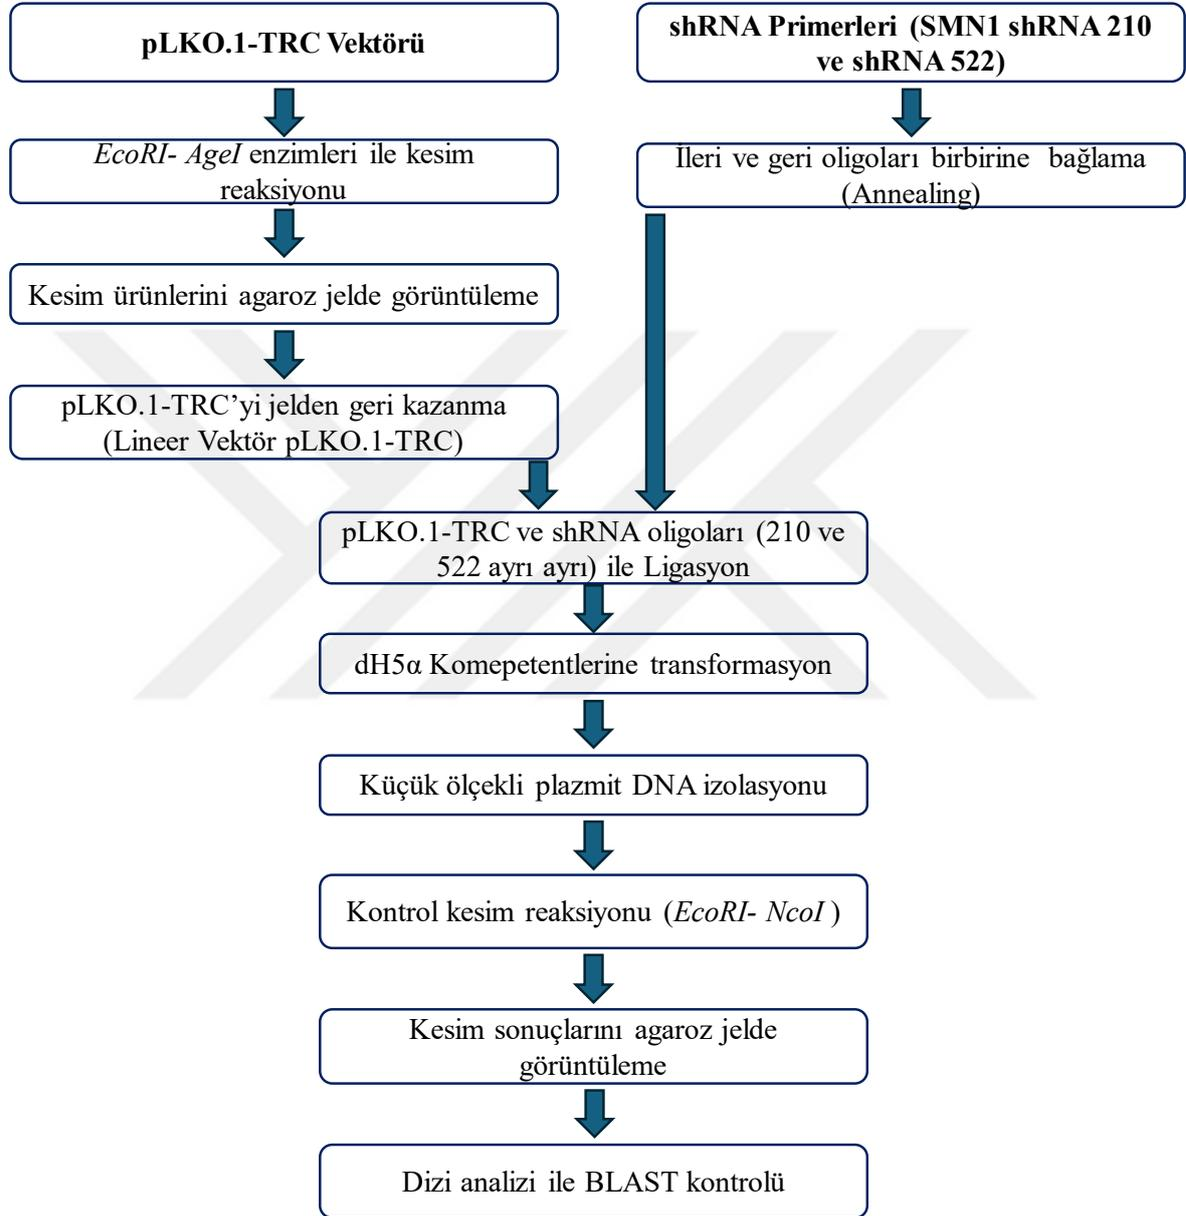 pLKO.1-TRC Vektörü
EcoRI- AgeI enzimleri ile kesim
reaksiyonu
Kesim ürünlerini agaroz jelde görüntüleme
pLKO.1-TRC’yi jelden geri kazanma
(Lineer Vektör pLKO.1-TRC)
shRNA Primerleri (SMN1 shRNA 210
ve shRNA 522)
İleri ve geri oligoları birbirine bağlama
(Annealing)
pLKO.1-TRC ve shRNA oligoları (210 ve
522 ayrı ayrı) ile Ligasyon
dH5α Komepetentlerine transformasyon
Küçük ölçekli plazmit DNA izolasyonu
Kontrol kesim reaksiyonu (EcoRI- NcoI )
Kesim sonuçlarını agaroz jelde
görüntüleme
Dizi analizi ile BLAST kontrolü